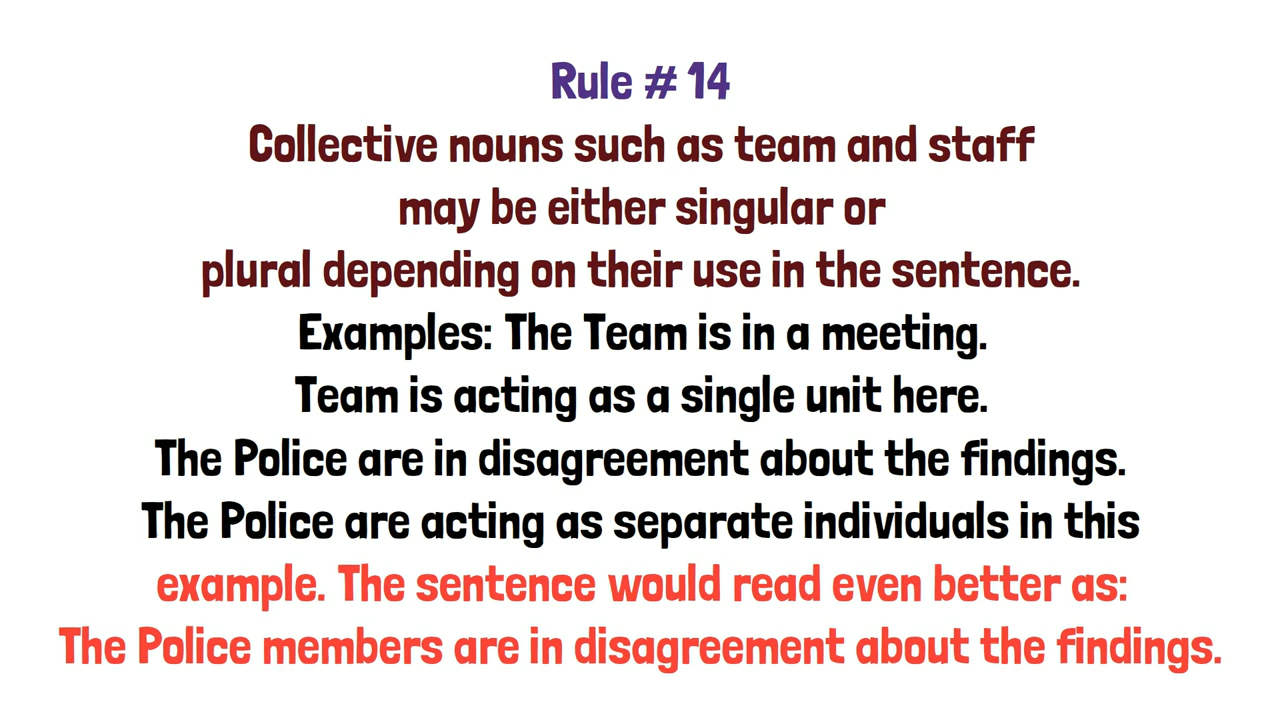 Rule # 14
Collective nouns such as team and staff
may be either singular or
plural depending on their use in the sentence.
Examples: The Team is in a meeting.
Team is acting as a single unit here.
The Police are in disagreement about the findings.
The Police are acting as separate individuals in this
example. The sentence would read even better as:
The Police members are in disagreement about the findings.